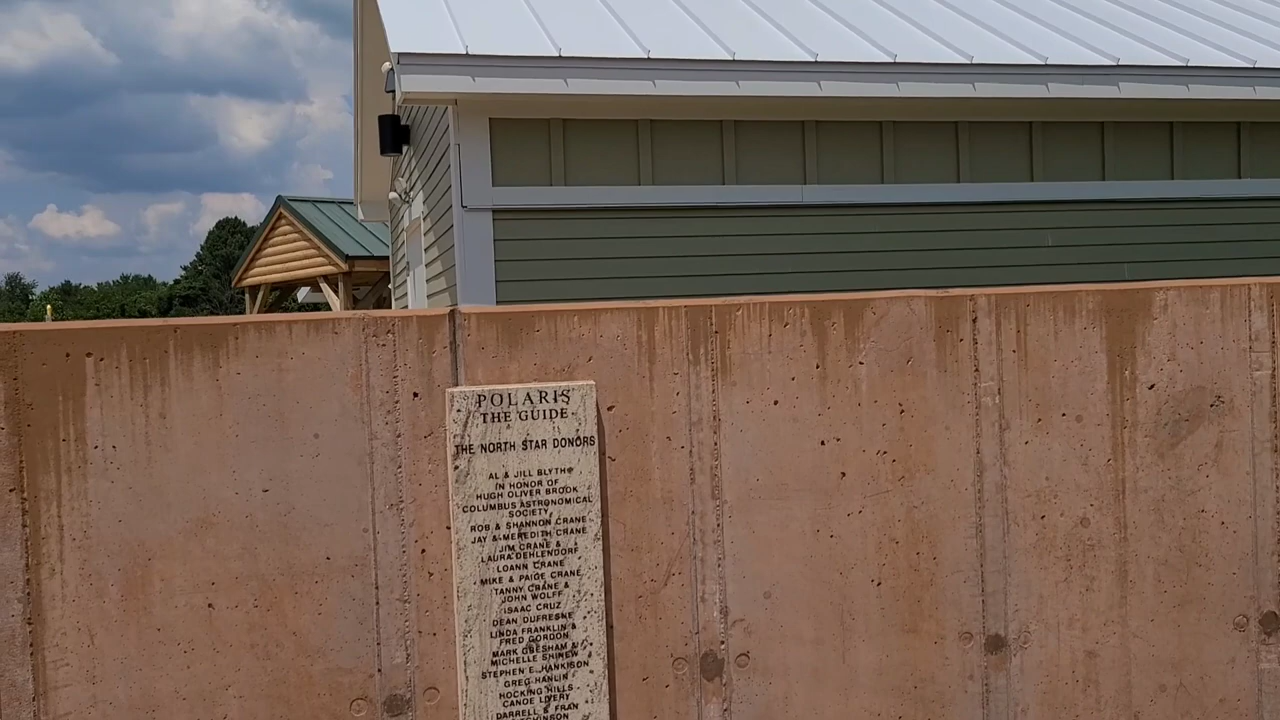 POLARIS
THE GUIDE
THE NORTH STAR DONORS
AL & JILL BLYTHE
IN HONOR OF
HUGH OLIVER BROOK
COLUMBUS ASTRONOMICAL
SOCIETY
ROB & SHANNON CRANE
JAY & MEREDITH CRANE
JIM CRANE &
LAURA DEHLENDORF
LOANN CRANE
MIKE & PAIGE CRANE
TANNY CRANE &
JOHN WOLFF
ISAAC CRUZ
DEAN DUFRESNE
LINDA FRANKLIN &
FRED GORDON
MARK GRESHAM &
MICHELLE SHINEW
STEPHEN E. HANKISON
GREG HANLIN
HOCKING HILLS
CANOE LIVERY
DARRELL & FRAN